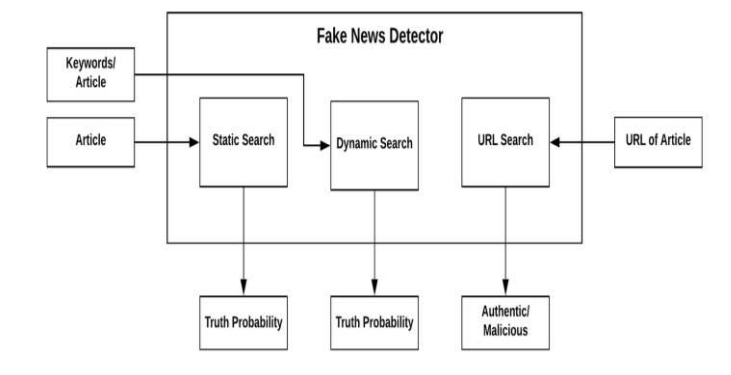 Fake News Detector
Keywords/
Article
Article
Static Search
Dynamic Search
URL Search
URL of Article
Truth Probability
Truth Probability
Authentic/
Malicious